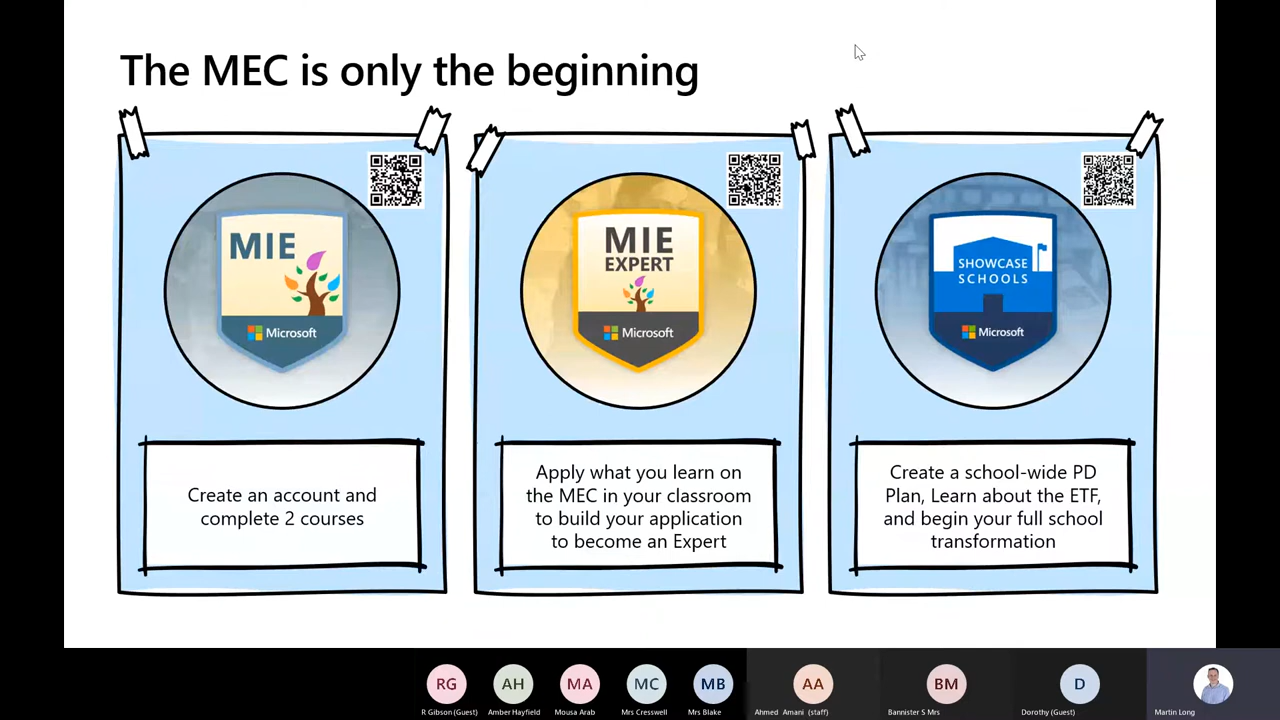 The MEC is only the beginning
MIE
Microsoft
Create an account and
complete 2 courses
MIE
EXPERT
Microsoft
Apply what you learn on
the MEC in your classroom
to build your application
to become an Expert
SHOWCASE
SCHOOLS
Microsoft
Create a school-wide PD
Plan, Learn about the ETF,
and begin your full school
transformation
RG
AH
MA
MC
MB
AA
BM
D
R Gibson (Guest)
Amber Hayfield
Mousa Arab
Mrs Cresswell
Mrs Blake
Ahmed Amani (staff)
Bannister S Mrs
Dorothy (Guest)
Martin Long